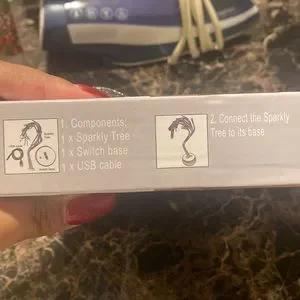 1. Components:
1 x Sparkly Tree
1 x Switch base
1 x USB cable
2. Connect the Sparkly
Tree to its base